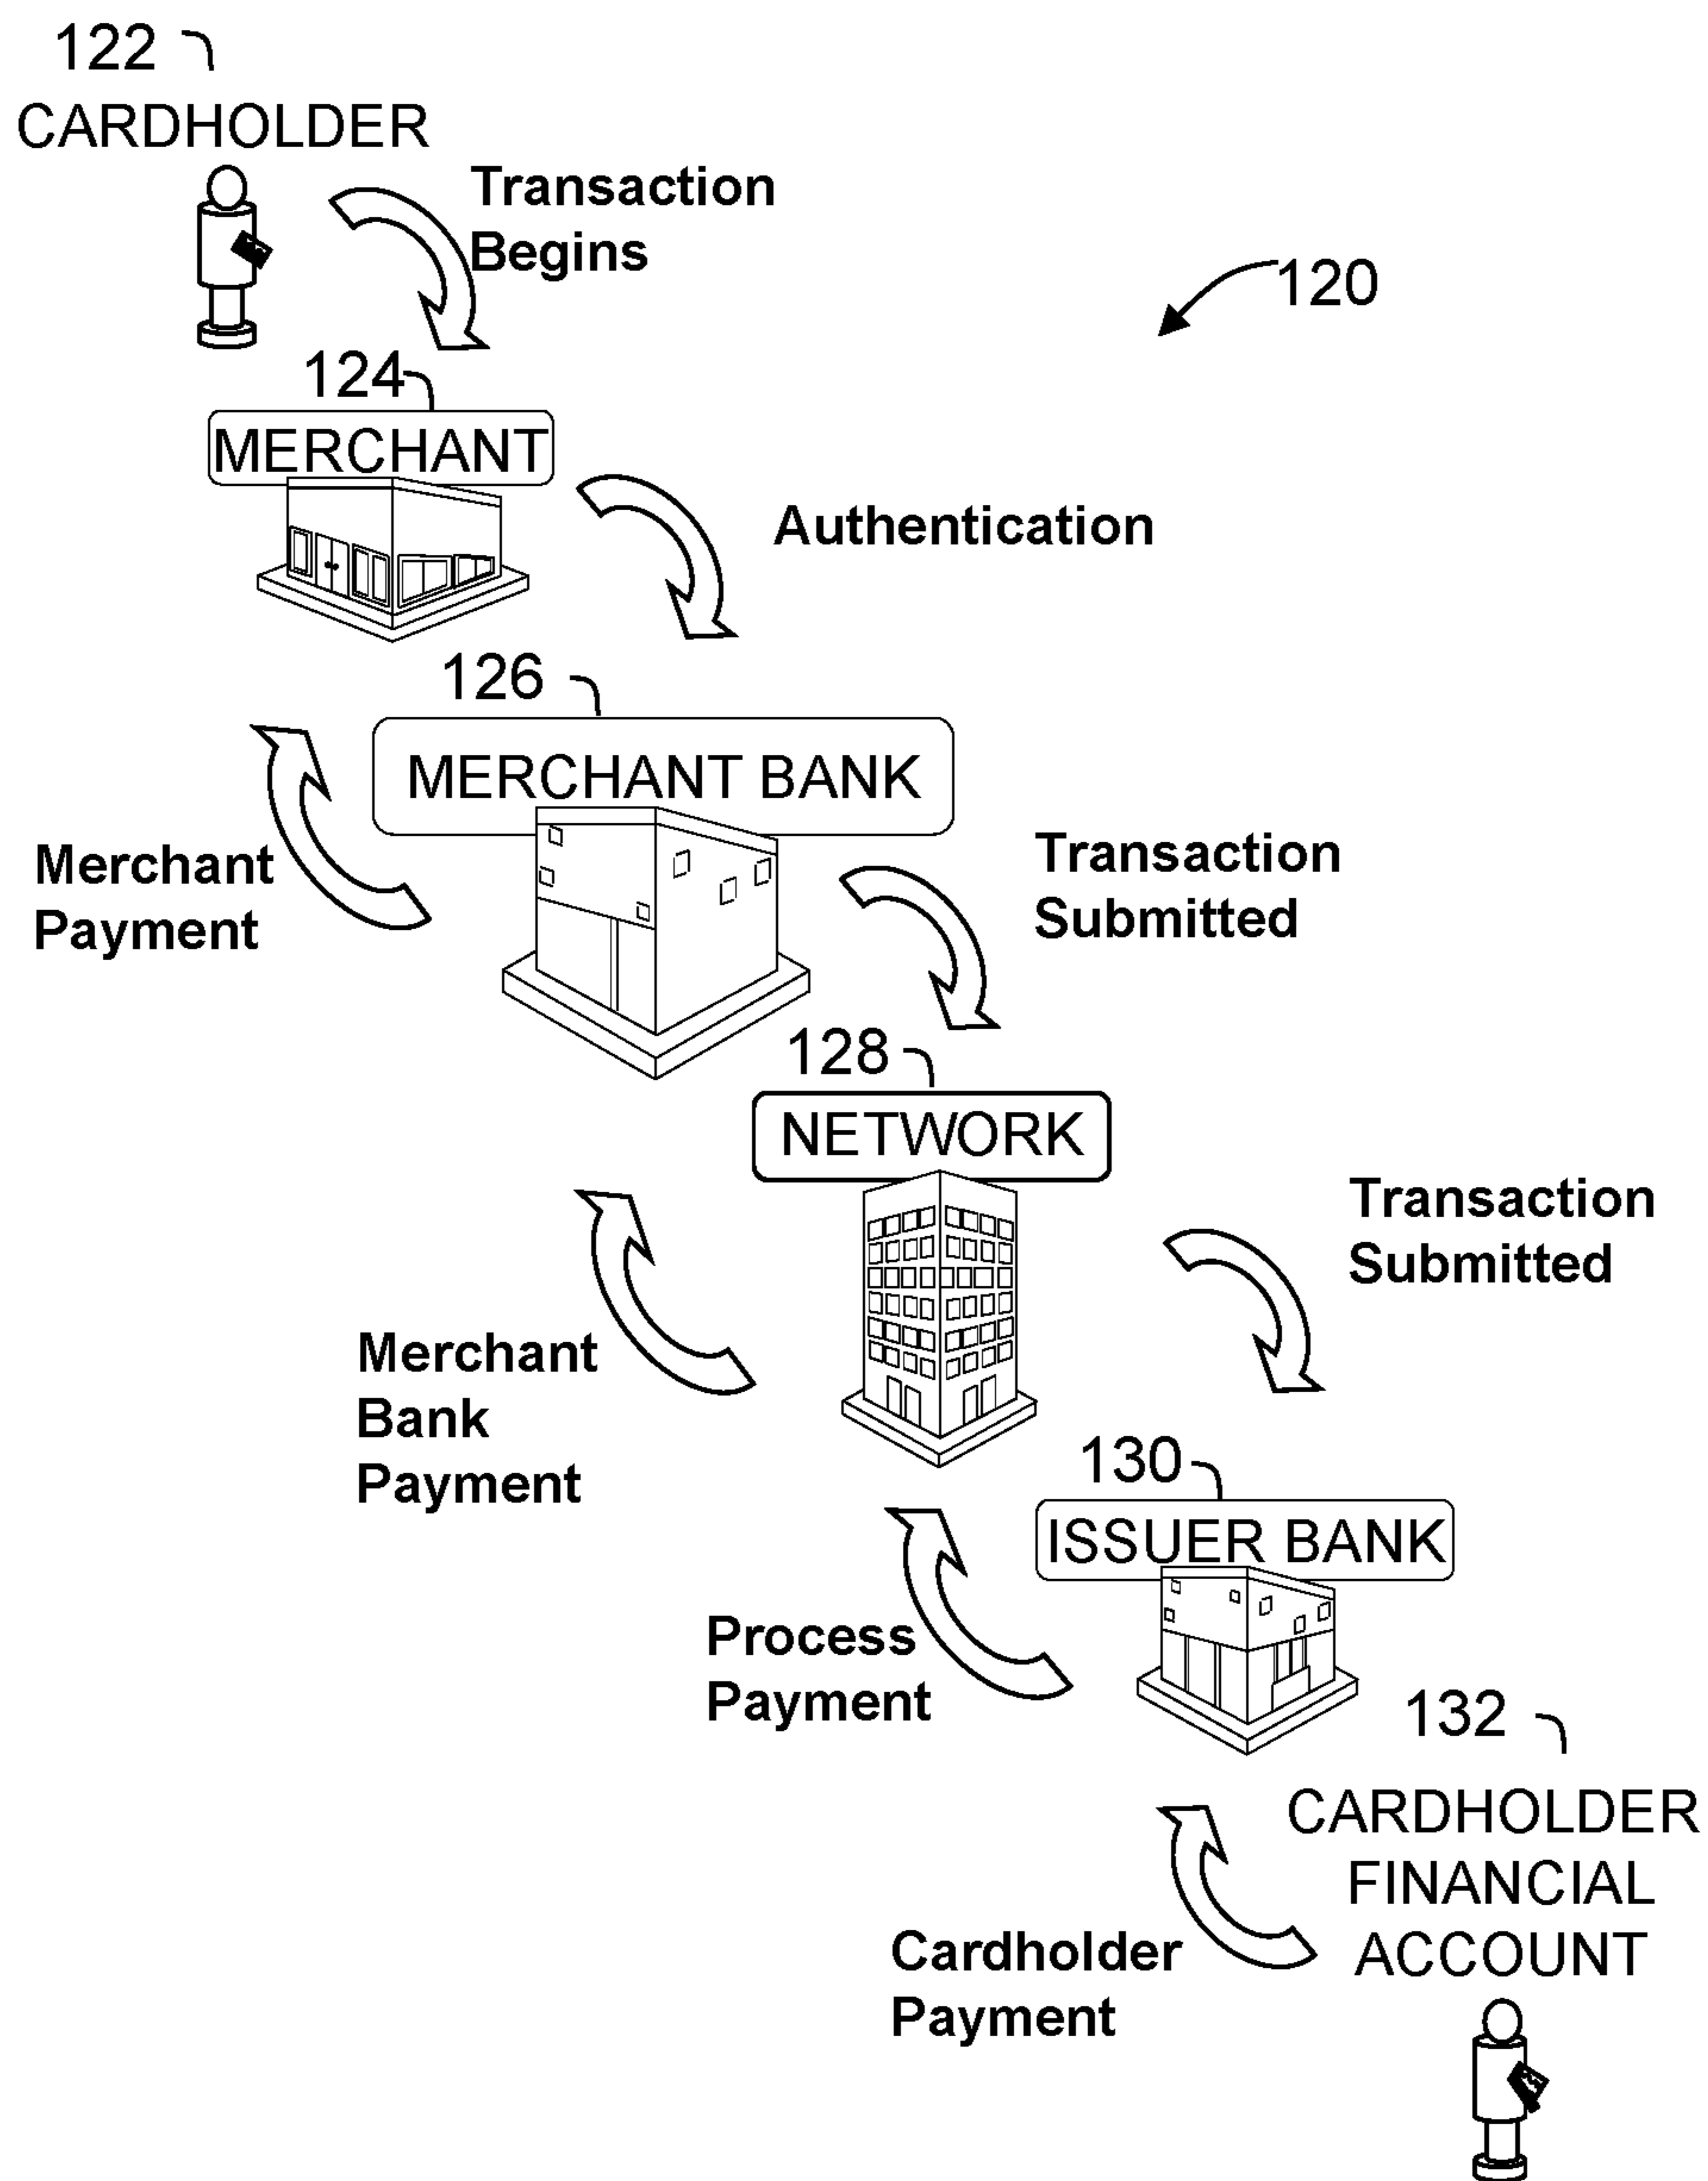 122
CARDHOLDER
Transaction
Begins
120
124
MERCHANT
Authentication
126
MERCHANT BANK
Merchant
Payment
Transaction
Submitted
128
NETWORK
Transaction
Submitted
Merchant
Bank
Payment
130
ISSUER BANK
Process
Payment
132
CARDHOLDER
FINANCIAL
ACCOUNT
Cardholder
Payment